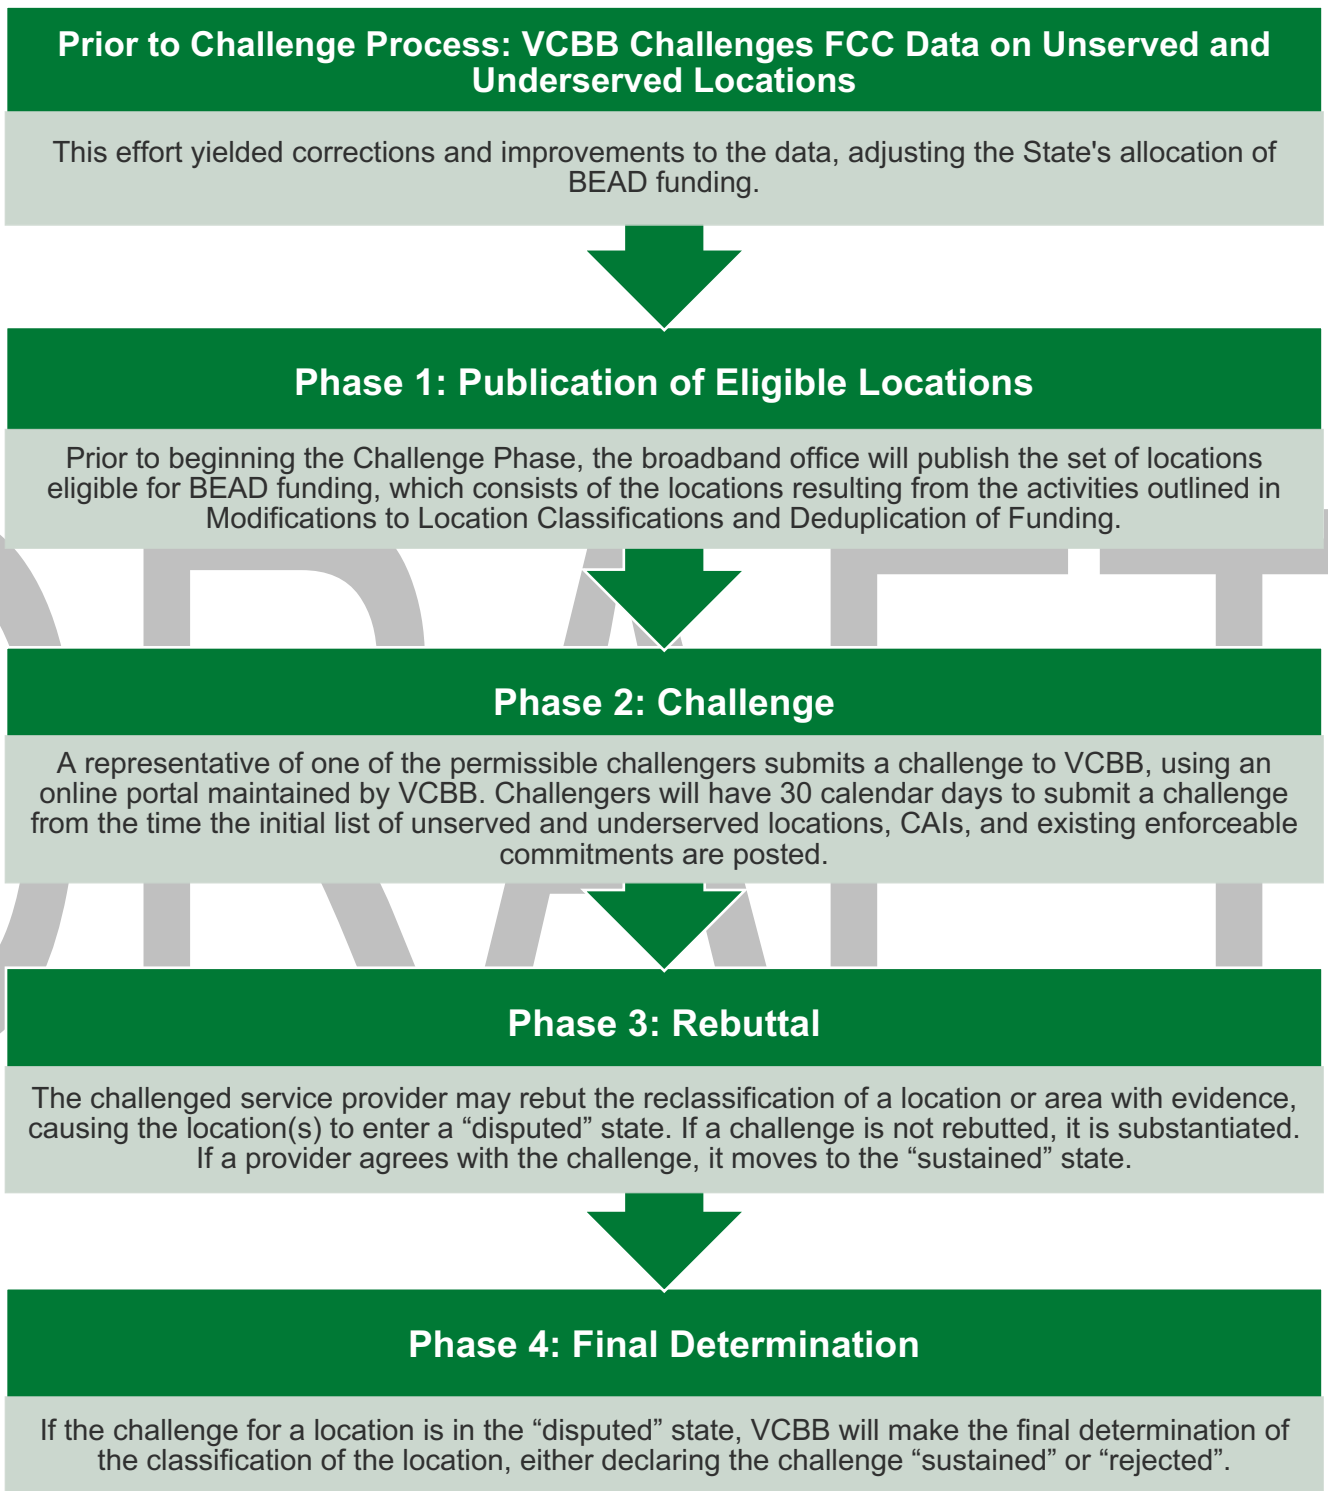 Prior to Challenge Process: VCBB Challenges FCC Data on Unserved and
Underserved Locations
This effort yielded corrections and improvements to the data, adjusting the State's allocation of
BEAD funding.
Phase 1: Publication of Eligible Locations
Prior to beginning the Challenge Phase, the broadband office will publish the set of locations
eligible for BEAD funding, which consists of the locations resulting from the activities outlined in
Modifications to Location Classifications and Deduplication of Funding.
DRAFT
Phase 2: Challenge
A representative of one of the permissible challengers submits a challenge to VCBB, using an
online portal maintained by VCBB. Challengers will have 30 calendar days to submit a challenge
from the time the initial list of unserved and underserved locations, CAIs, and existing enforceable
commitments are posted.
Phase 3: Rebuttal
The challenged service provider may rebut the reclassification of a location or area with evidence,
causing the location(s) to enter a “disputed” state. If a challenge is not rebutted, it is substantiated.
If a provider agrees with the challenge, it moves to the “sustained” state.
Phase 4: Final Determination
If the challenge for a location is in the “disputed” state, VCBB will make the final determination of
the classification of the location, either declaring the challenge “sustained” or “rejected”.